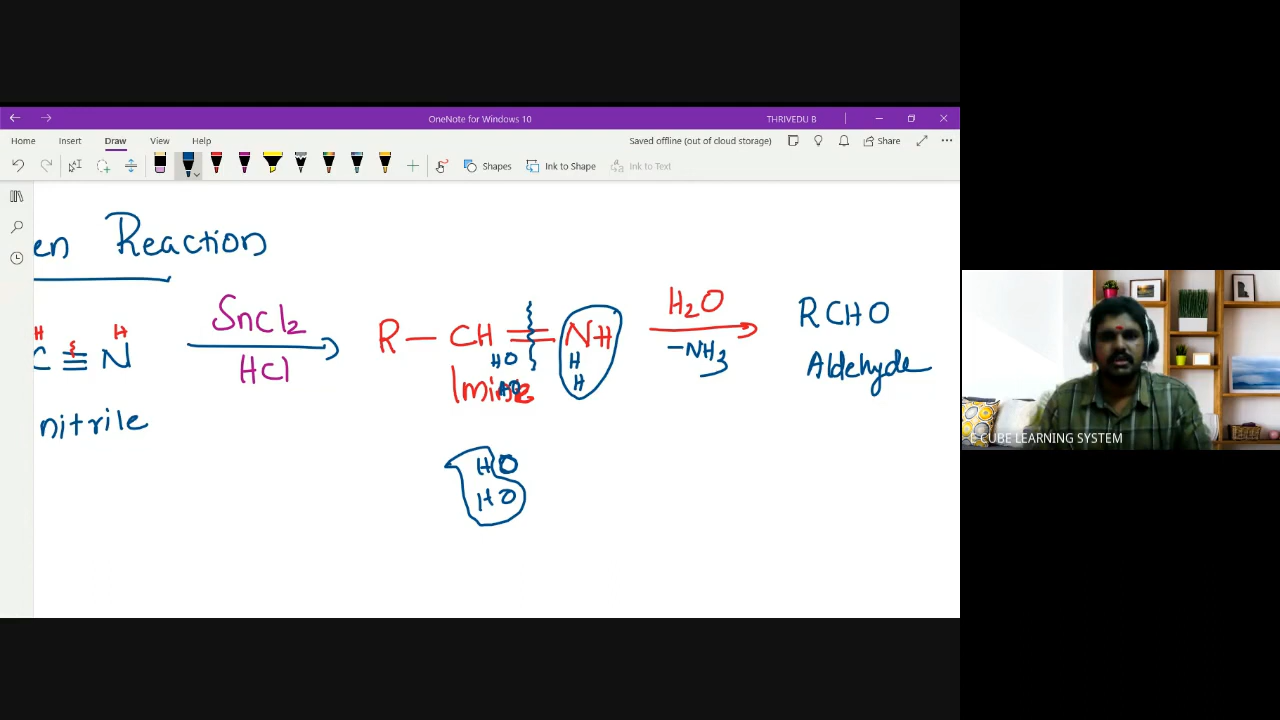 OneNote for Windows 10
THRIVEDU B
Home Insert Draw View Help
Saved offline (out of cloud storage)
Share
Shapes
Ink to Shape
Ink to Text
en Reaction
H H
C ≡ N
nitrile
SnCl2
HCl
R — CH = NH
HO H
HO H
Imine
H2O
-NH3
RCHO
Aldehyde
HO
HO
E CUBE LEARNING SYSTEM